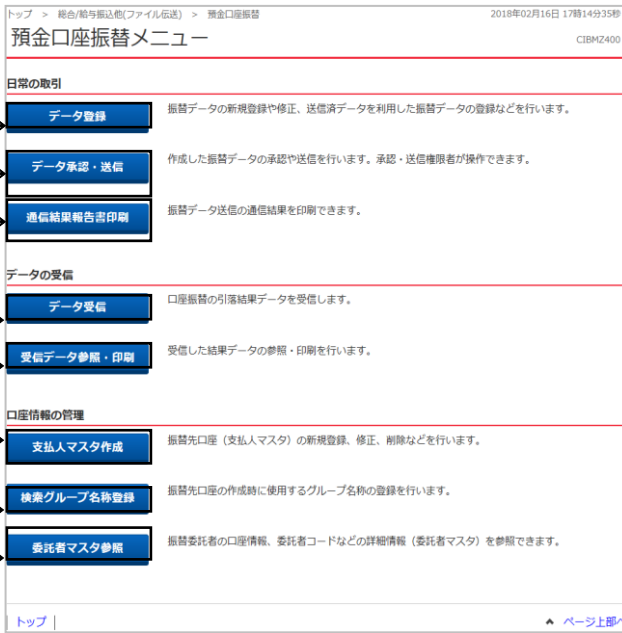 トップ > 総合/給与振込他(ファイル伝送) > 預金口座振替
2018年02月16日 17時14分35秒
預金口座振替メニュー
CIBMZ400
日常の取引
データ登録
振替データの新規登録や修正、送信済データを利用した振替データの登録などを行います。
データ承認・送信
作成した振替データの承認や送信を行います。承認・送信権限者が操作できます。
通信結果報告書印刷
振替データ送信の通信結果を印刷できます。
データの受信
データ受信
口座振替の引落結果データを受信します。
受信データ参照・印刷
受信した結果データの参照・印刷を行います。
口座情報の管理
支払人マスタ作成
振替先口座（支払人マスタ）の新規登録、修正、削除などを行います。
検索グループ名称登録
振替先口座の作成時に使用するグループ名称の登録を行います。
委託者マスタ参照
振替委託者の口座情報、委託者コードなどの詳細情報（委託者マスタ）を参照できます。
トップ |
ページ上部へ